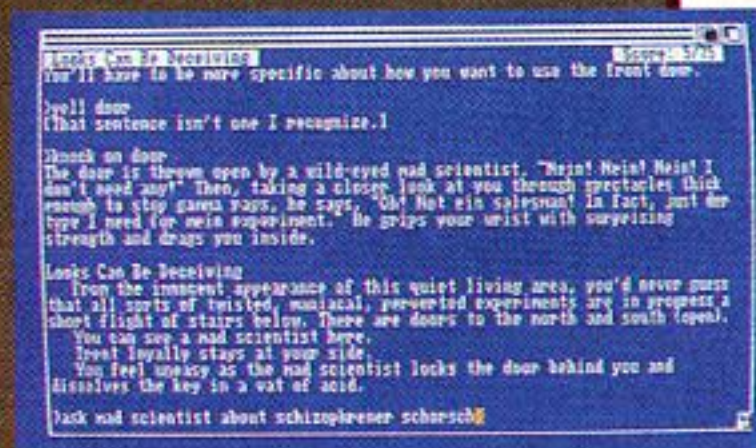 Looks Can Be Deceiving Score: 3/75
You'll have to be more specific about how you want to use the front door.
>yell door
[That sentence isn't one I recognize.]
>knock on door
The door is thrown open by a wild-eyed mad scientist. "Nein! Nein! Nein! I
don't need any!" Then, taking a closer look at you through spectacles thick
enough to stop gamma rays, he says, "Oh! Not ein salesman! In fact, just der
type I need for mein experiment." He grips your wrist with surprising
strength and drags you inside.
Looks Can Be Deceiving
From the innocent appearance of this quiet living area, you'd never guess
that all sorts of twisted, maniacal, perverted experiments are in progress a
short flight of stairs below. There are doors to the north and south (open).
You can see a mad scientist here.
Trent loyally stays at your side.
You feel uneasy as the mad scientist locks the door behind you and
dissolves the key in a vat of acid.
>ask mad scientist about schizophrener schorsch